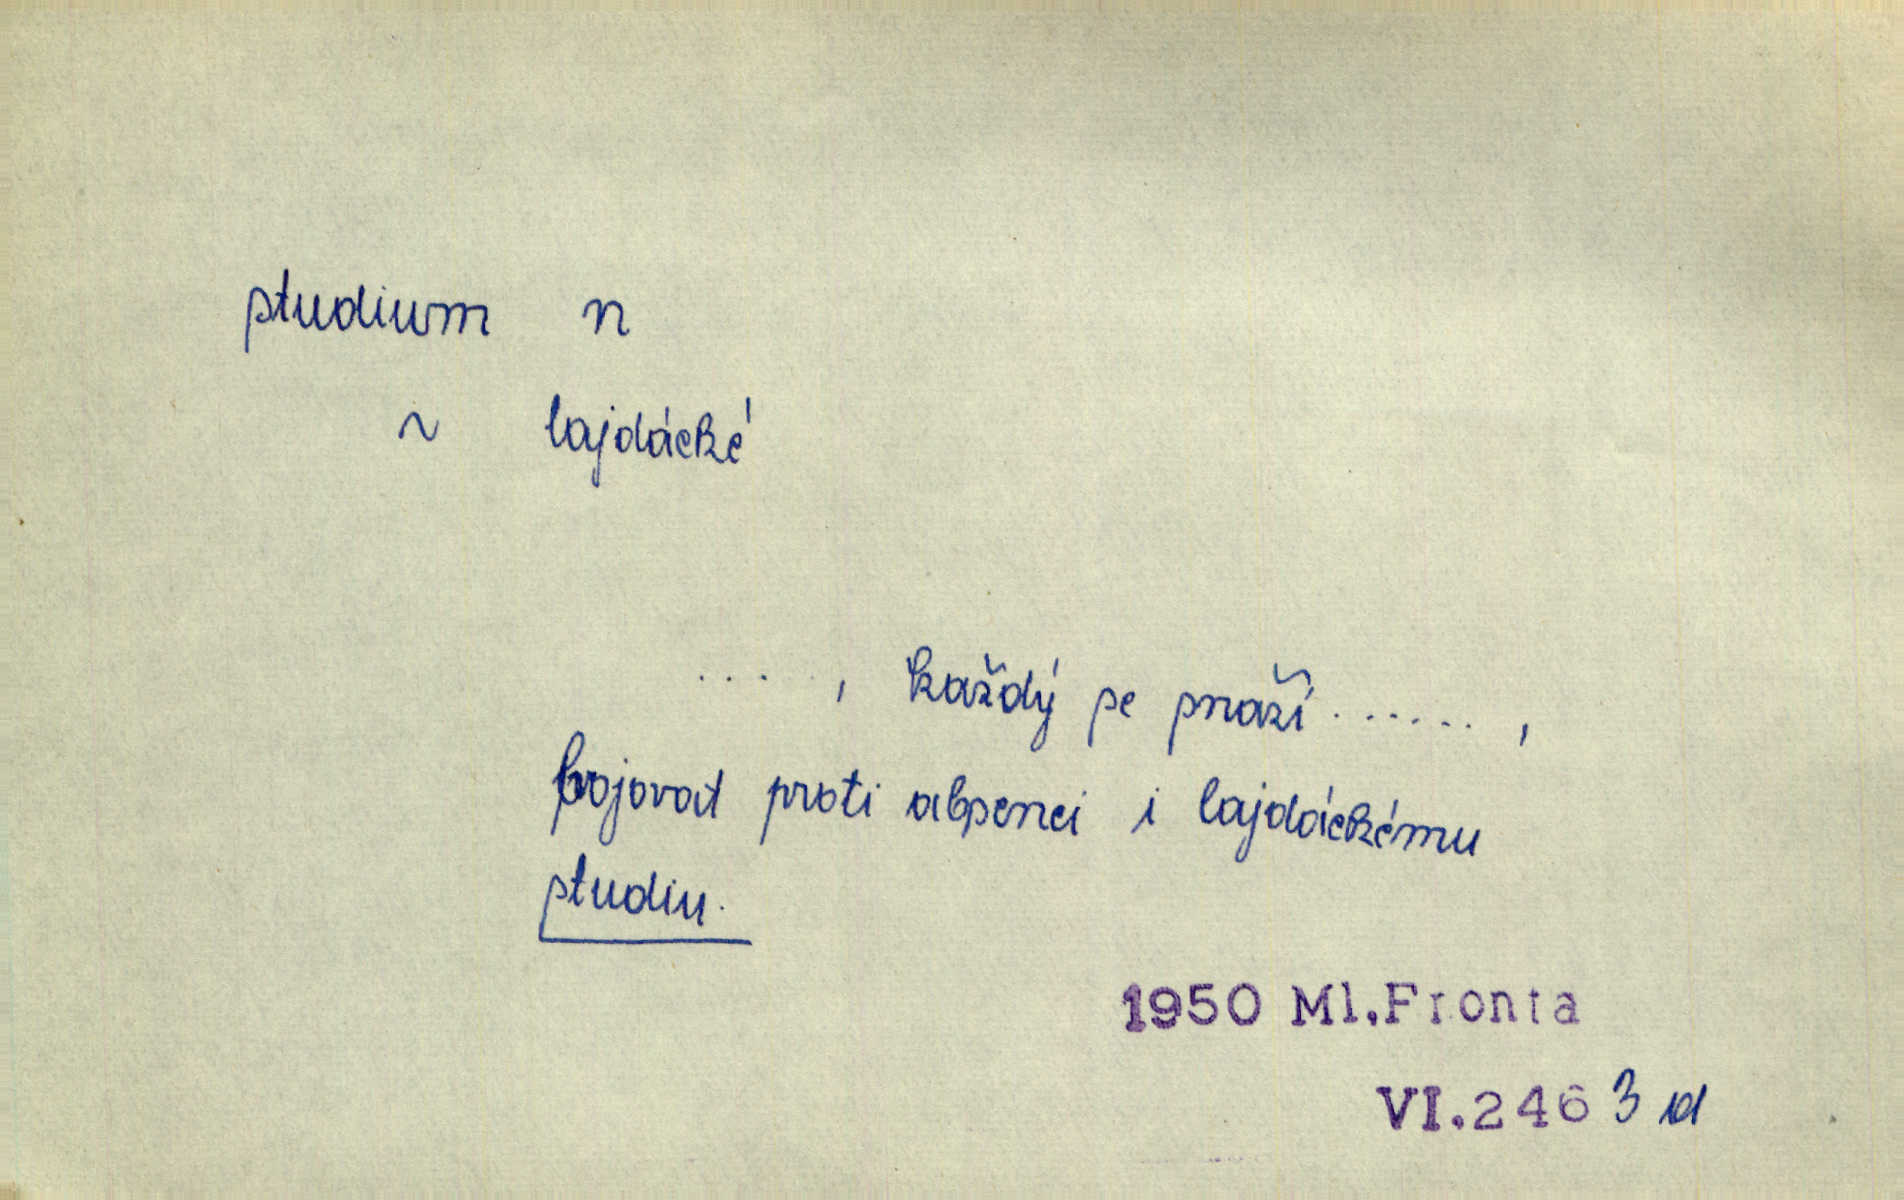 studium n
~ lajdácké
....., každý se snaží ......,
bojovat proti absenci i lajdáckému
studiu.
1950 Ml.Fronta
VI.246 3 d